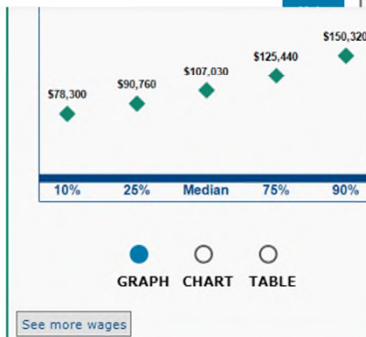 $150,320
$125,440
$107,030
$90,760
$78,300
10% 25% Median 75% 90%
GRAPH CHART TABLE
See more wages